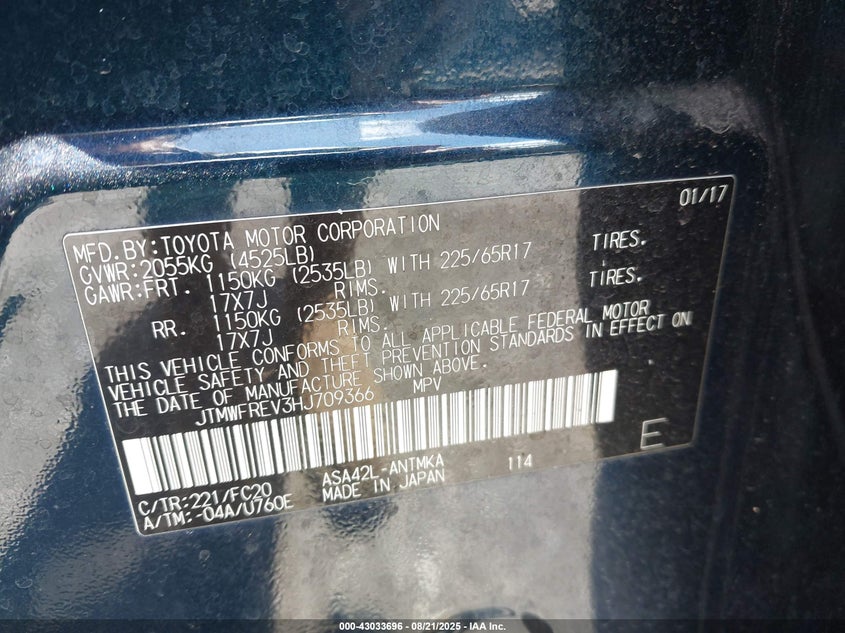 01/17
MFD.BY:TOYOTA MOTOR CORPORATION
GVWR:2055KG (4525LB)
GAWR:FRT. 1150KG (2535LB) WITH 225/65R17 TIRES.
17X7J RIMS.
RR. 1150KG (2535LB) WITH 225/65R17 TIRES.
17X7J RIMS.
THIS VEHICLE CONFORMS TO ALL APPLICABLE FEDERAL MOTOR
VEHICLE SAFETY AND THEFT PREVENTION STANDARDS IN EFFECT ON
THE DATE OF MANUFACTURE SHOWN ABOVE.
JTMWFREV3HJ709366 MPV
E
C/TR:221/FC20 ASA42L-ANTMKA 114
A/TM:-04A/U760E MADE IN JAPAN
000-43033696 - 08/21/2025 - IAA Inc.